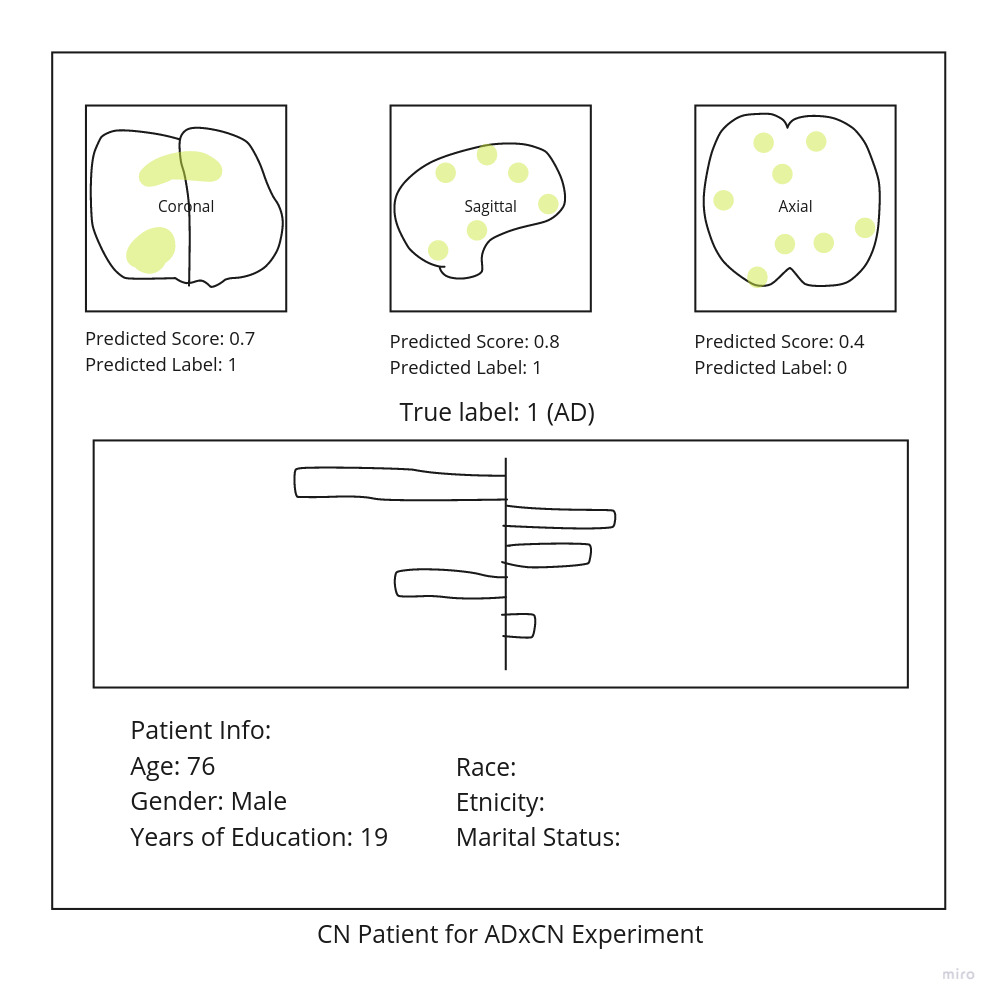 Coronal
Sagittal
Axial
Predicted Score: 0.7
Predicted Label: 1
Predicted Score: 0.8
Predicted Label: 1
Predicted Score: 0.4
Predicted Label: 0
True label: 1 (AD)
Patient Info:
Age: 76
Gender: Male
Years of Education: 19
Race:
Etnicity:
Marital Status:
CN Patient for ADxCN Experiment
miro